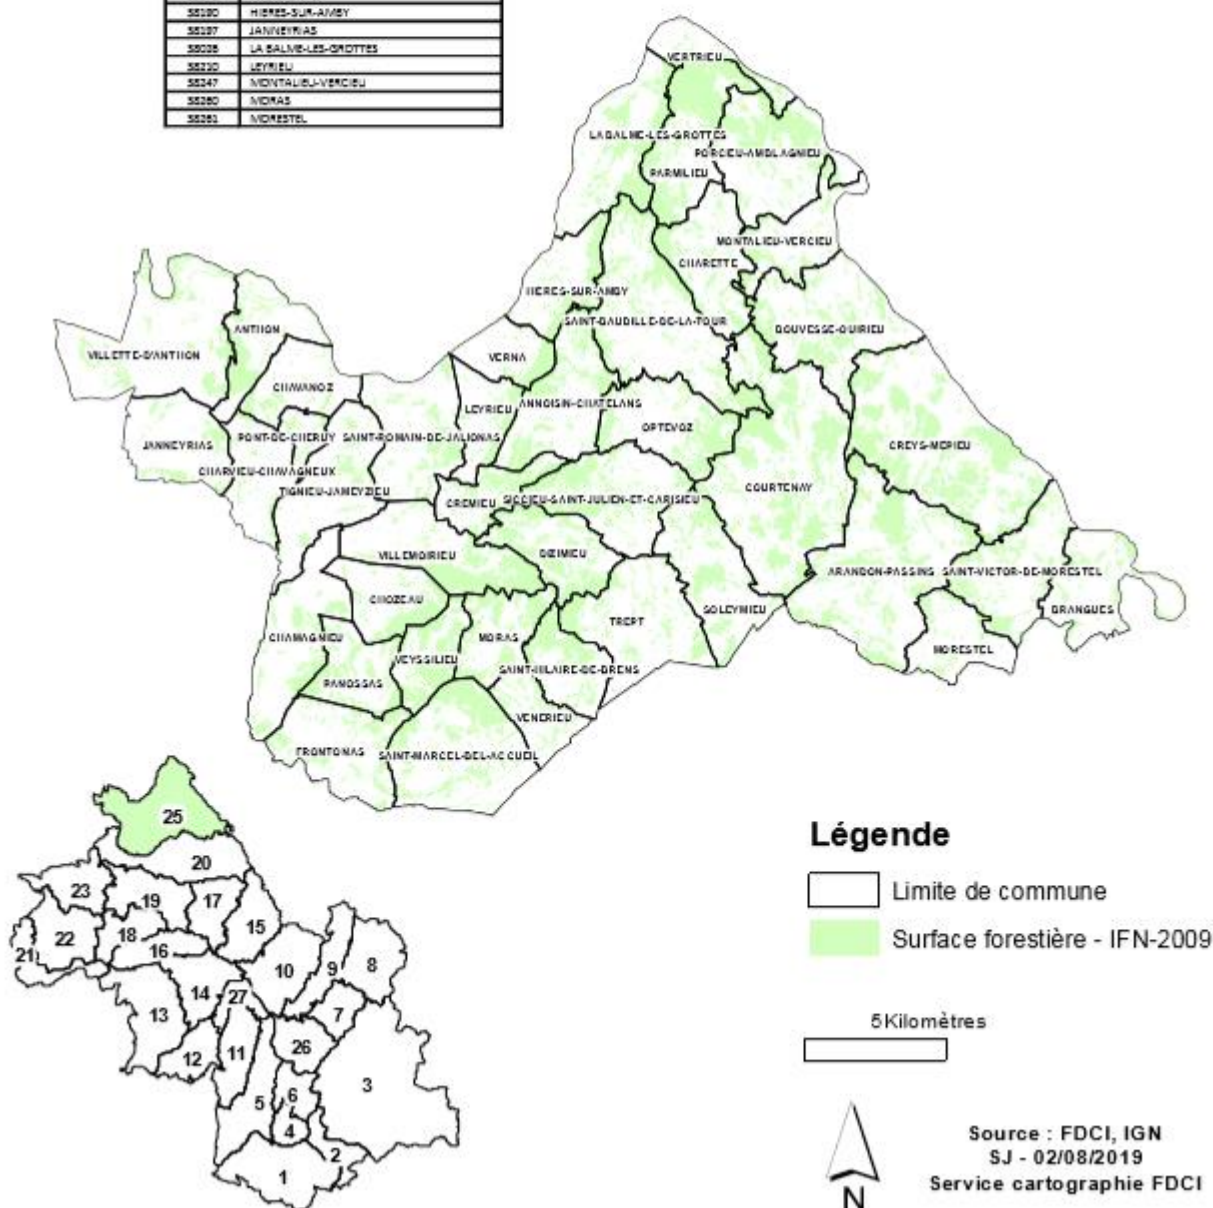 38190 HIERES-SUR-AMBY
38197 JANNEYRIAS
38026 LA BALME-LES-GROTTES
38210 LEYRIEU
38247 MONTALIEU-VERCIEU
38260 MORAS
38261 MORESTEL
VERTRIEU
LA BALME-LES-GROTTES
PORCIEU-AMBLAGNIEU
PARMILIEU
MONTALIEU-VERCIEU
CHARETTE
HIERES-SUR-AMBY
SAINT-BAUDILLE-DE-LA-TOUR
BOUVESSE-QUIRIEU
ANTHON
VILLETTE-D'ANTHON
VERNA
CHAVANOZ
LEYRIEU
ANNOISIN-CHATELANS
OPTEVOZ
JANNEYRIAS
PONT-DE-CHERUY
SAINT-ROMAIN-DE-JALIONAS
CREYS-MEPIEU
CHARVIEU-CHAVAGNEUX
TIGNIEU-JAMEYZIEU
CREMIEU
SICCIEU-SAINT-JULIEN-ET-CARISIEU
COURTENAY
VILLEMOIRIEU
DIZIMIEU
ARANDON-PASSINS
SAINT-VICTOR-DE-MORESTEL
CHOZEAU
SOLEYMIEU
BRANGUES
TREPT
CHAMAGNIEU
MORAS
MORESTEL
VEYSSILIEU
SAINT-HILAIRE-DE-BRENS
PANOSSAS
VENERIEU
FRONTONAS
SAINT-MARCEL-BEL-ACCUEIL
25
20
23
19
17
15
22
18
21
16
10
9
8
14
27
13
7
12
11
26
3
5
6
4
2
1
Légende
Limite de commune
Surface forestière - IFN-2009
5 Kilomètres
Source : FDCI, IGN
SJ - 02/08/2019
Service cartographie FDCI
N